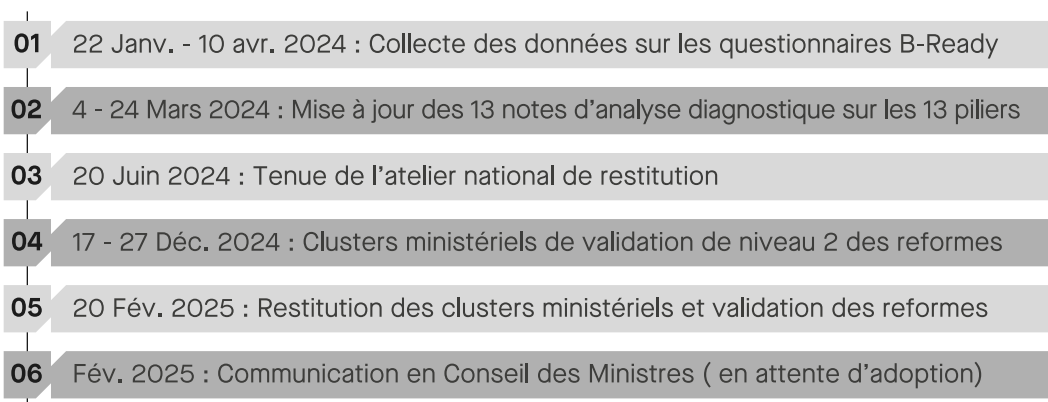 01 22 Janv. - 10 avr. 2024 : Collecte des données sur les questionnaires B-Ready
02 4 - 24 Mars 2024 : Mise à jour des 13 notes d'analyse diagnostique sur les 13 piliers
03 20 Juin 2024 : Tenue de l'atelier national de restitution
04 17 - 27 Déc. 2024 : Clusters ministériels de validation de niveau 2 des reformes
05 20 Fév. 2025 : Restitution des clusters ministériels et validation des reformes
06 Fév. 2025 : Communication en Conseil des Ministres ( en attente d'adoption)